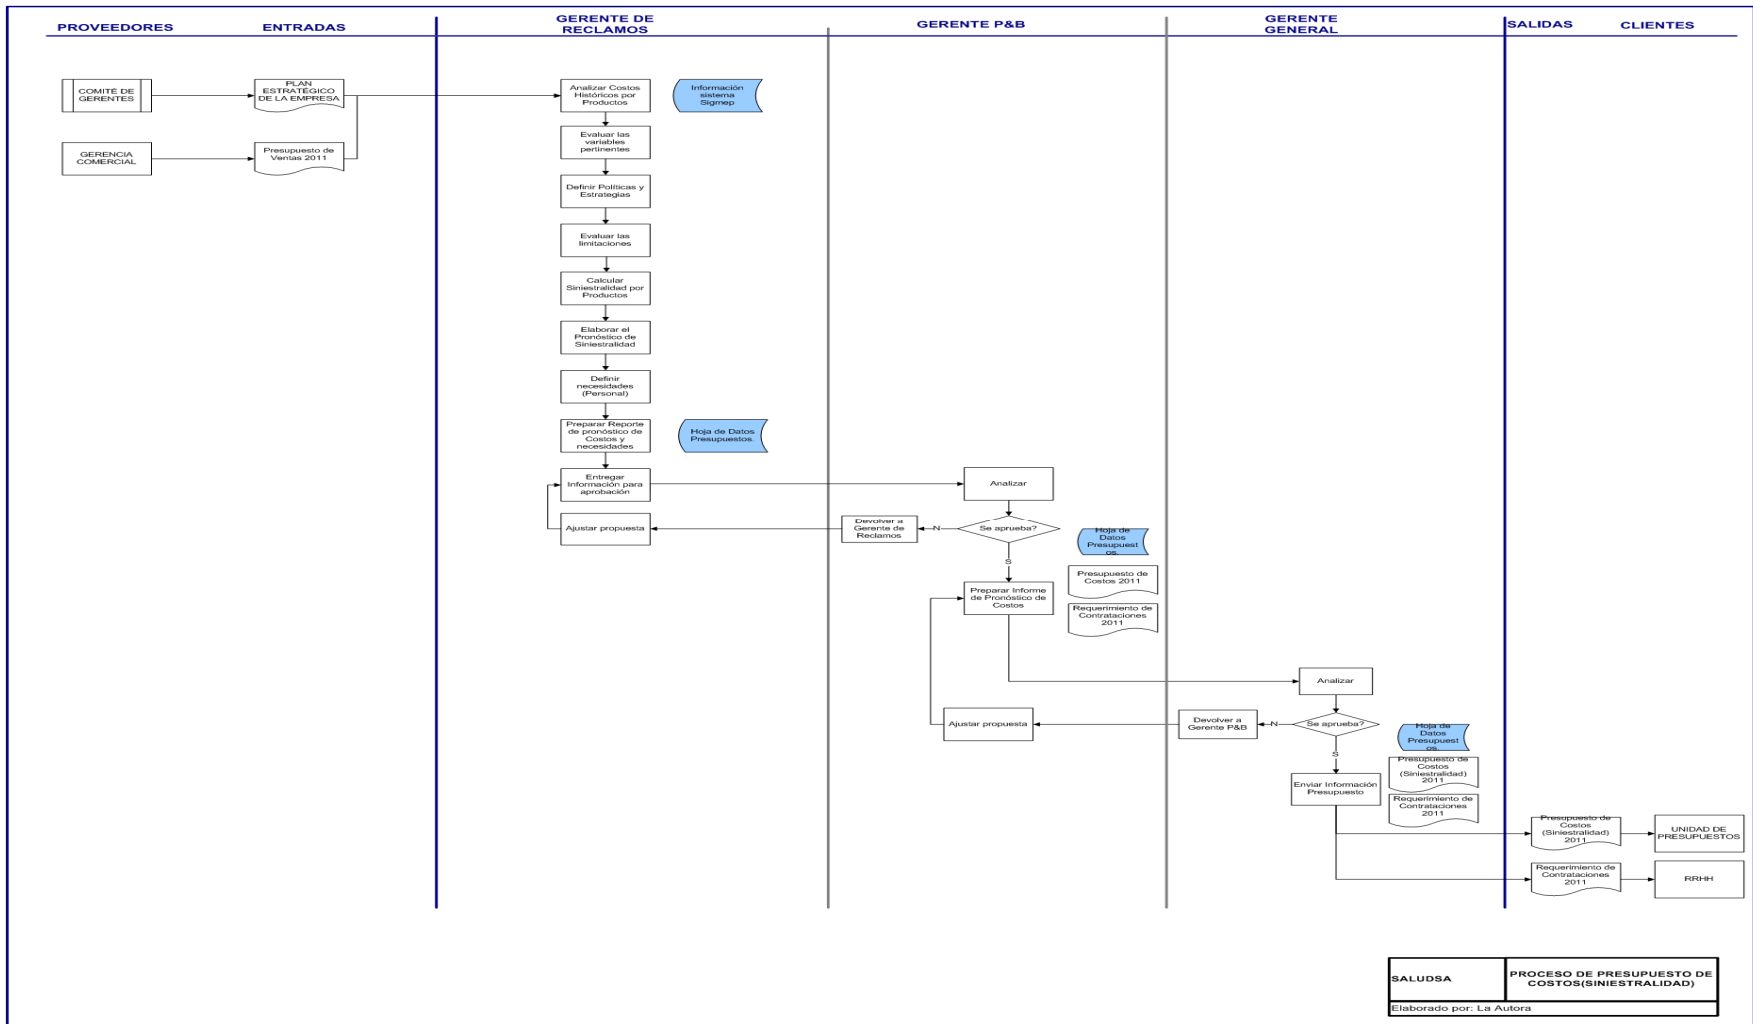 PROVEEDORES
ENTRADAS
GERENTE DE
RECLAMOS
GERENTE P&B
GERENTE
GENERAL
SALIDAS
CLIENTES
COMITÉ DE
GERENTES
PLAN
ESTRATÉGICO
DE LA EMPRESA
Analizar Costos
Históricos por
Productos
Información
sistema
Sigmep
GERENCIA
COMERCIAL
Presupuesto de
Ventas 2011
Evaluar las
variables
pertinentes
Definir Políticas y
Estrategias
Evaluar las
limitaciones
Calcular
Siniestralidad por
Productos
Elaborar el
Pronóstico de
Siniestralidad
Definir
necesidades
(Personal)
Preparar Reporte
de pronóstico de
Costos y
necesidades
Hoja de Datos
Presupuestos.
Entregar
Información para
aprobación
Analizar
Ajustar propuesta
Devolver a
Gerente de
Reclamos
N
Se aprueba?
Hoja de
Datos
Presupuest
os.
S
Presupuesto de
Costos 2011
Preparar Informe
de Pronóstico de
Costos
Requerimiento de
Contrataciones
2011
Analizar
Ajustar propuesta
Devolver a
Gerente P&B
N
Se aprueba?
Hoja de
Datos
Presupuest
os.
S
Presupuesto de
Costos
(Siniestralidad)
2011
Enviar Información
Presupuesto
Requerimiento de
Contrataciones
2011
Presupuesto de
Costos
(Siniestralidad)
2011
UNIDAD DE
PRESUPUESTOS
Requerimiento de
Contrataciones
2011
RRHH
SALUDSA
PROCESO DE PRESUPUESTO DE
COSTOS(SINIESTRALIDAD)
Elaborado por: La Autora